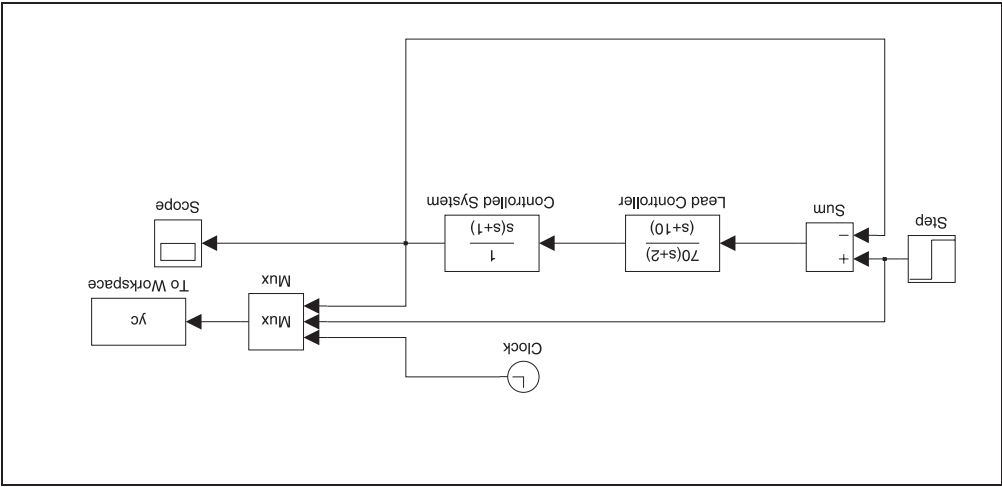 Clock
Mux
yc
Mux
To Workspace
Step
+
−
Sum
70(s+2)
(s+10)
Lead Controller
1
s(s+1)
Controlled System
Scope